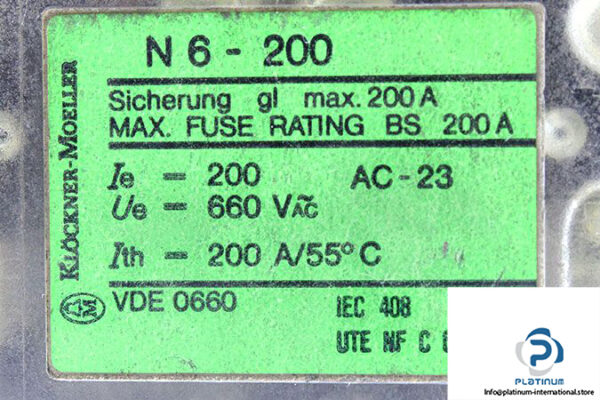 N 6 - 200
Sicherung gl max. 200 A
MAX. FUSE RATING BS 200 A
Ie = 200 AC-23
Ue = 660 VAC
Ith = 200 A/55°C
VDE 0660
IEC 408
UTE NF C
KLÖCKNER-MOELLER
M
PLATINUM
Info@platinum-international.store